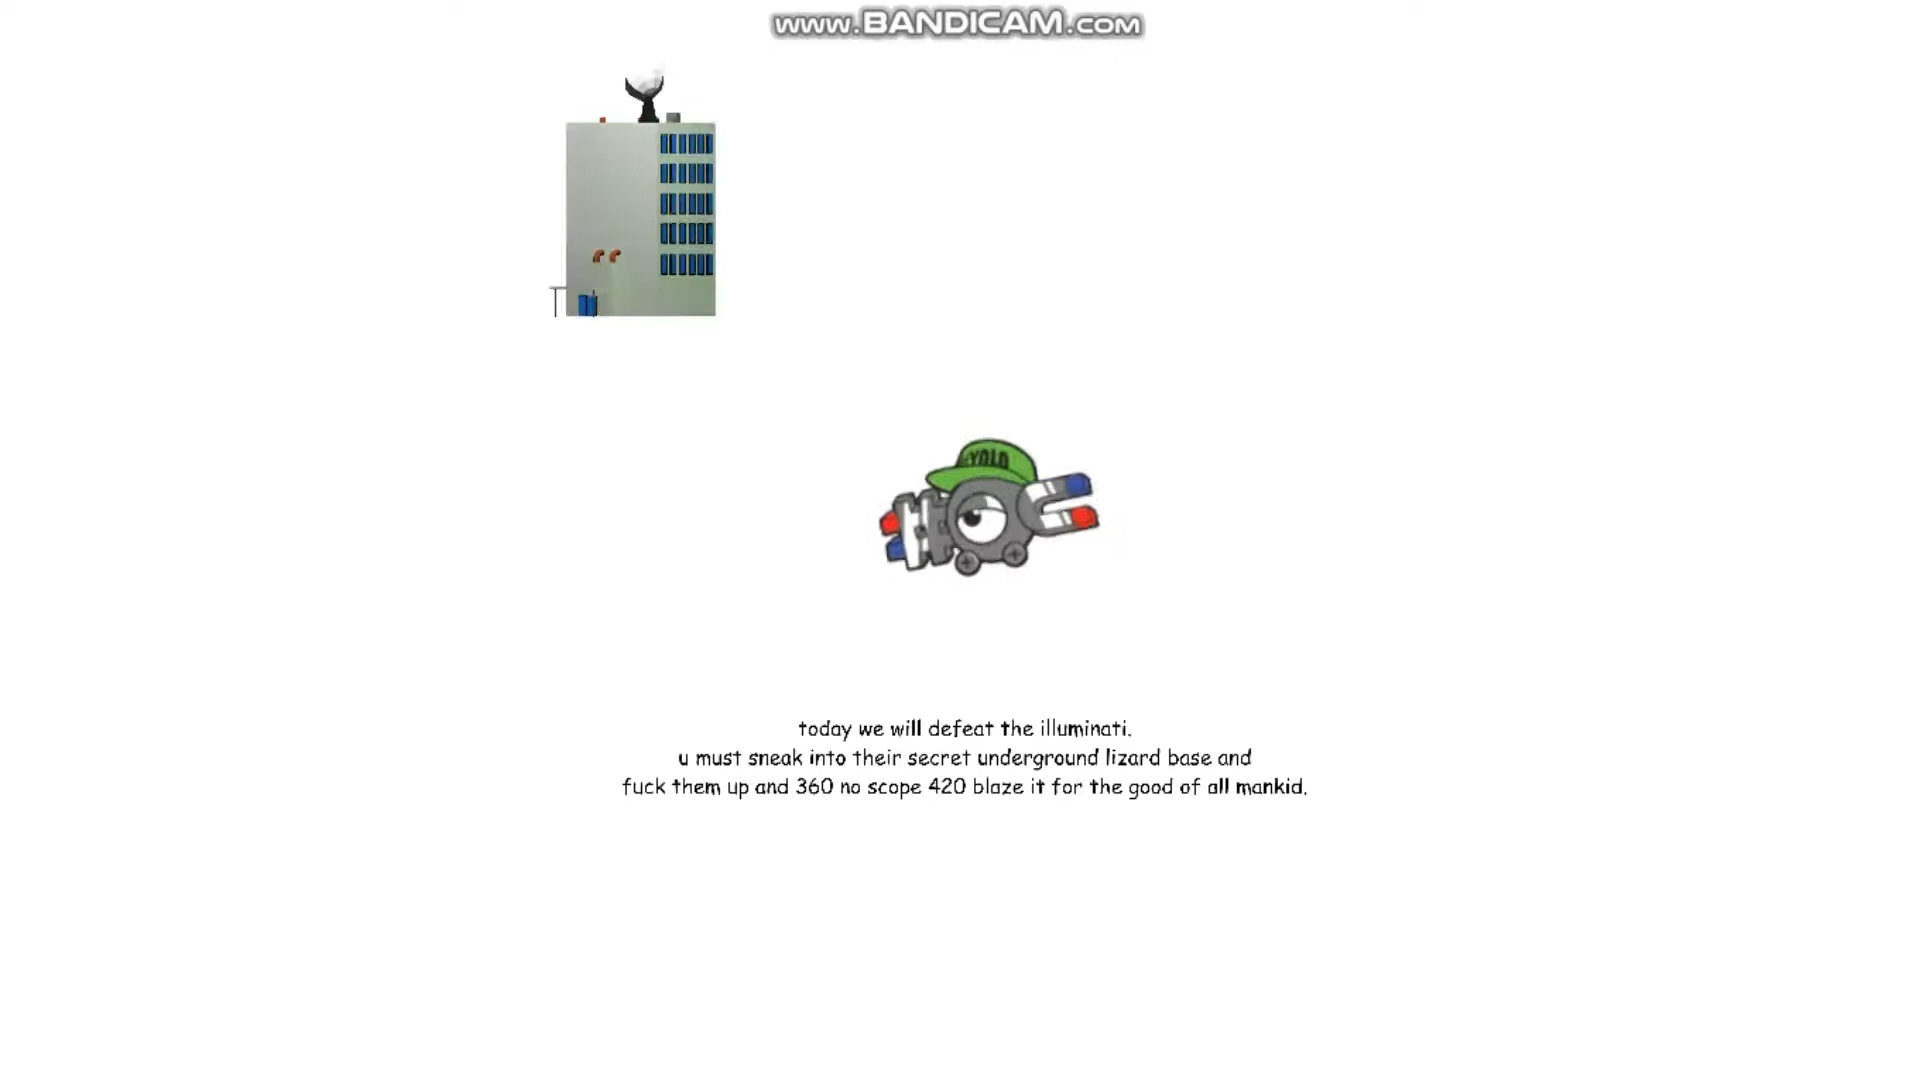 www.BANDICAM.com
YOLO
today we will defeat the illuminati.
u must sneak into their secret underground lizard base and
fuck them up and 360 no scope 420 blaze it for the good of all mankid.